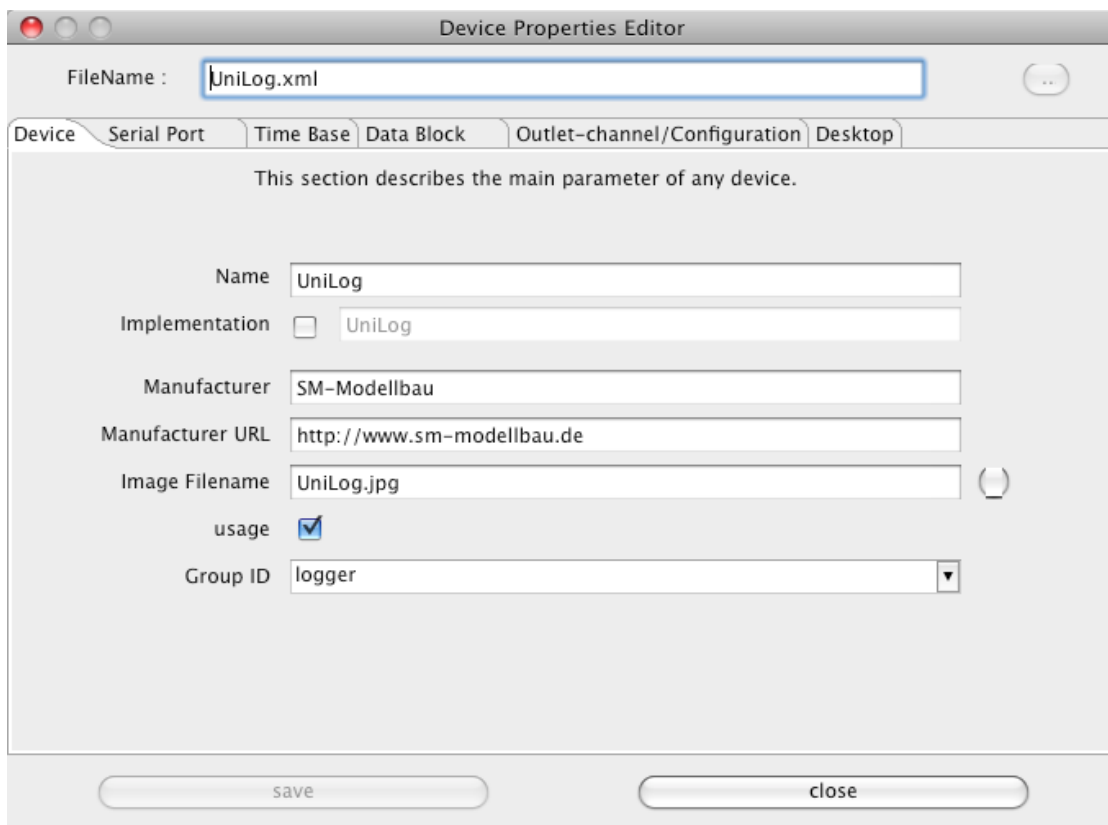 Device Properties Editor
FileName : UniLog.xml ..
Device Serial Port Time Base Data Block Outlet-channel/Configuration Desktop
This section describes the main parameter of any device.
Name UniLog
Implementation UniLog
Manufacturer SM-Modellbau
Manufacturer URL http://www.sm-modellbau.de
Image Filename UniLog.jpg
usage
Group ID logger
save close